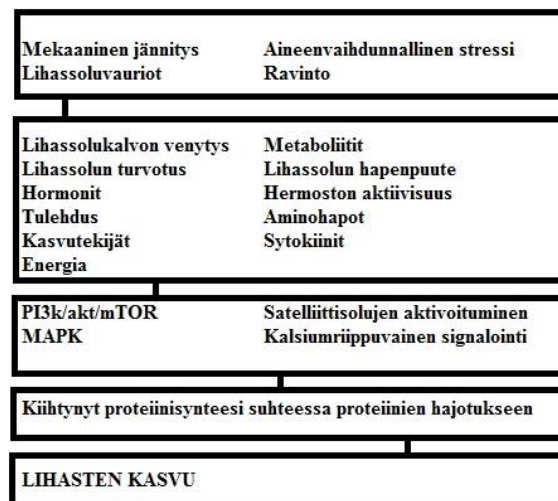 Mekaaninen jännitys Aineenvaihdunnallinen stressi
Lihassoluvauriot Ravinto
Lihassolukalvon venytys Metaboliitit
Lihassolun turvotus Lihassolun hapenpuute
Hormonit Hermoston aktiivisuus
Tulehdus Aminohapot
Kasvutekijät Sytokiinit
Energia
PI3k/akt/mTOR Satelliittisolujen aktivoituminen
MAPK Kalsiumriippuvainen signalointi
Kiihtynyt proteiinisynteesi suhteessa proteiinien hajotukseen
LIHASTEN KASVU